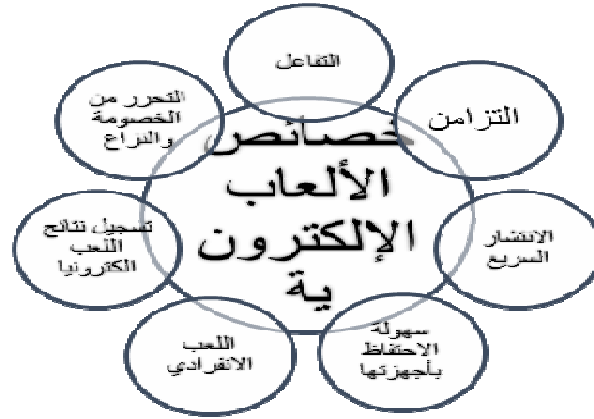 خصائص
الألعاب
الإلكترون
ية
التفاعل
التزامن
الانتشار
السريع
سهولة
الاحتفاظ
بأجهزتها
اللعب
الانفرادي
تسجيل نتائج
اللعب
الكترونيا
التحرر من
الخصومة
والنزاع